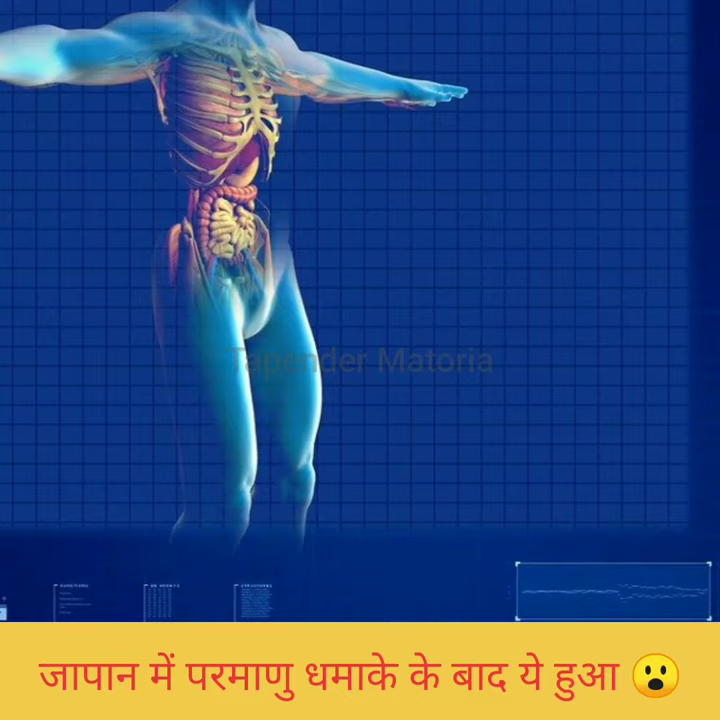 Tapender Matoria
जापान में परमाणु धमाके के बाद ये हुआ 😮